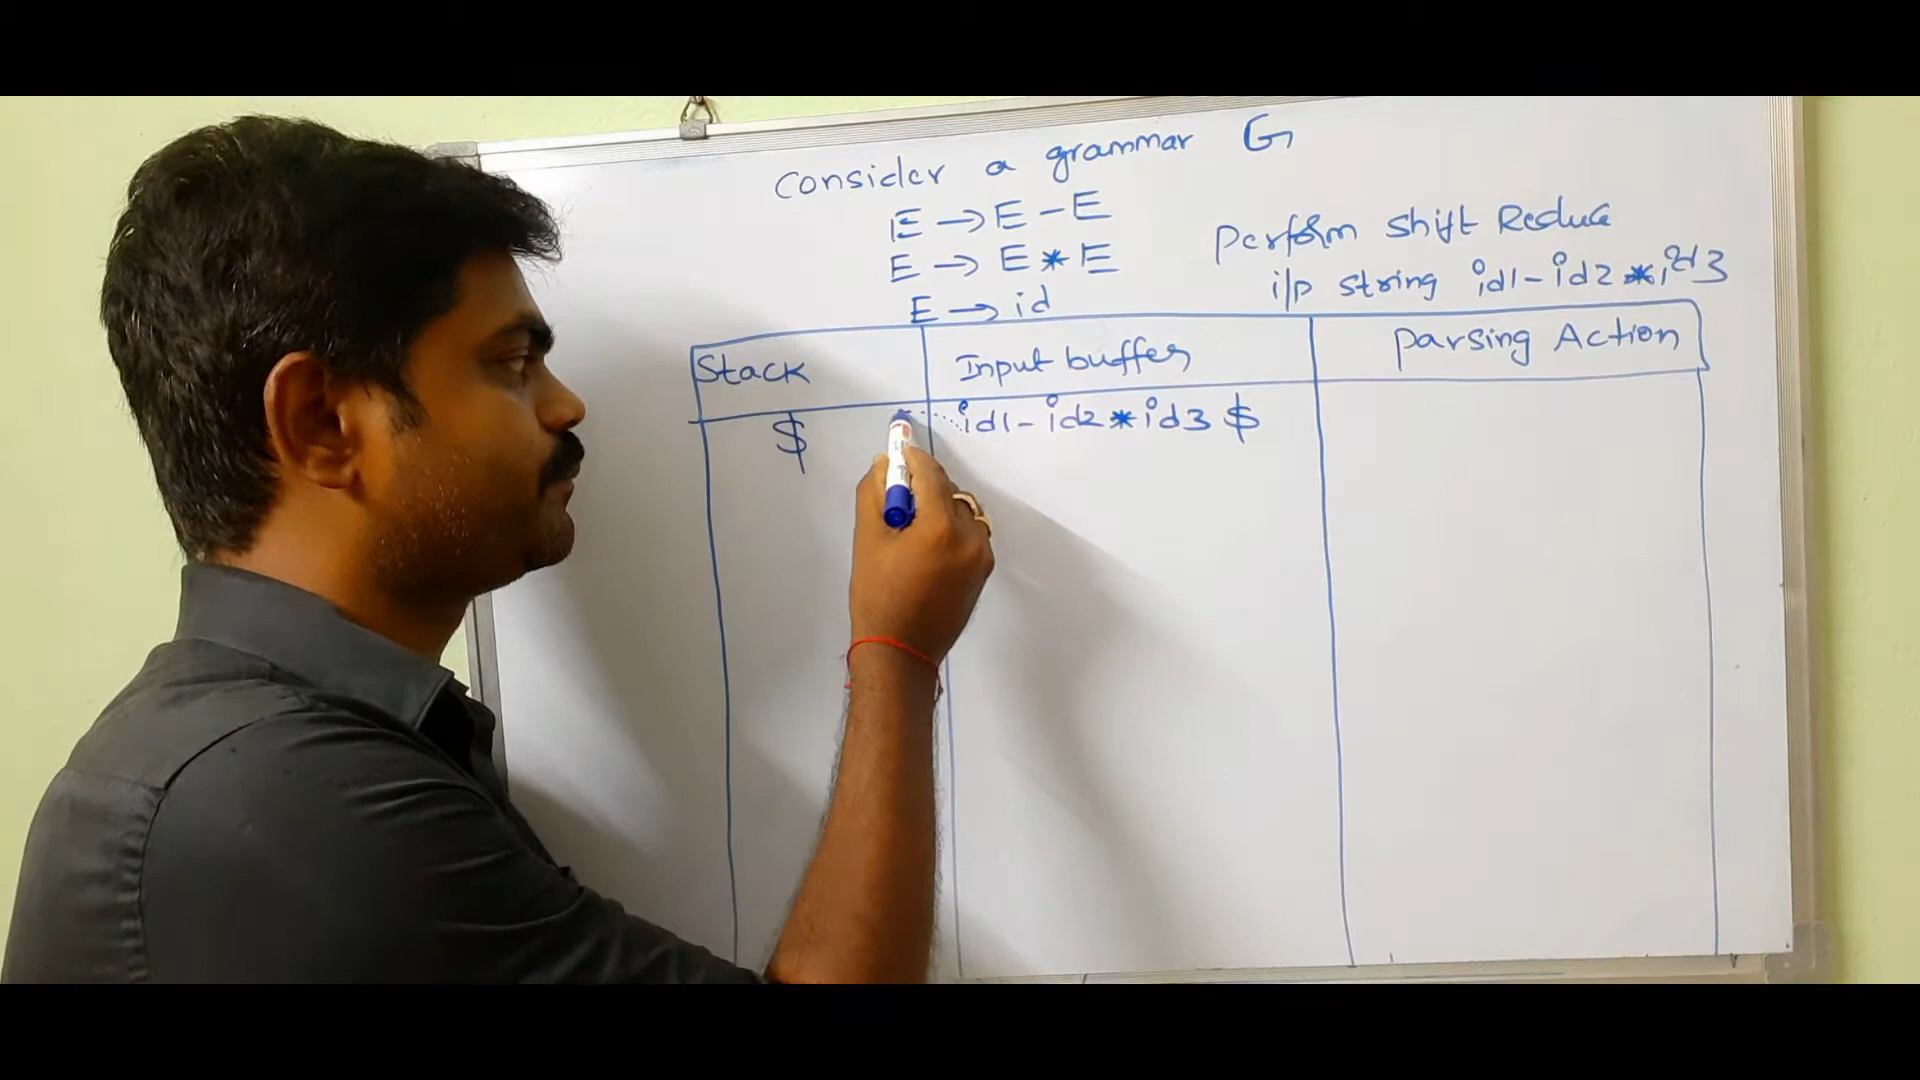 Consider a grammar G
E → E - E
E → E * E
E → id
Perform Shift Reduce
i/p string id1 - id2 * id3
Stack
Input buffer
Parsing Action
$
id1 - id2 * id3 $